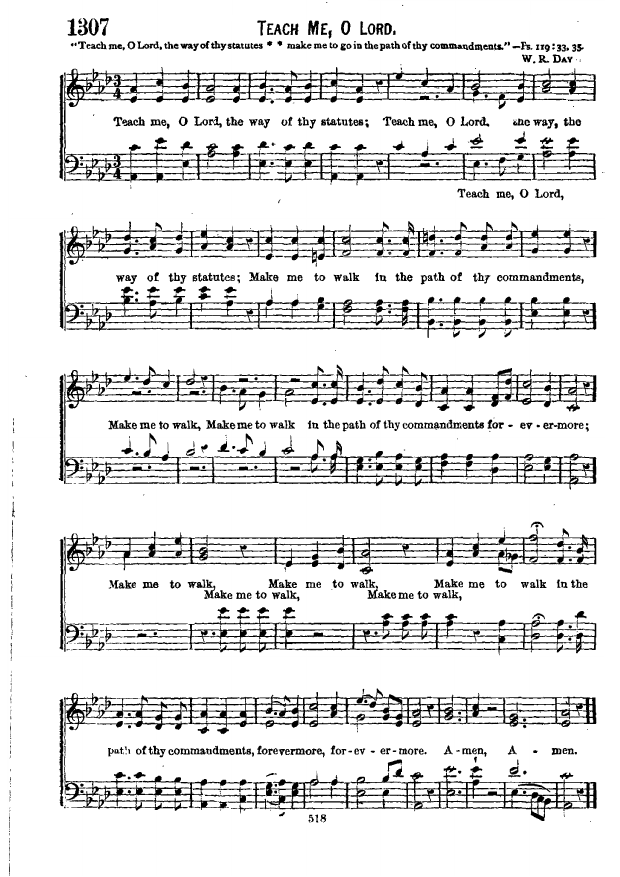 1307 TEACH ME, O LORD.
"Teach me, O Lord, the way of thy statutes * * make me to go in the path of thy commandments."—Ps. 119:33, 35.
W. R. DAY
Teach me, O Lord, the way of thy statutes; Teach me, O Lord, the way, the
Teach me, O Lord,
way of thy statutes; Make me to walk in the path of thy commandments,
Make me to walk, Make me to walk in the path of thy commandments for - ev - er-more;
Make me to walk, Make me to walk, Make me to walk in the
Make me to walk, Make me to walk,
path of thy commandments, forevermore, for-ev - er-more. A-men, A - men.
518